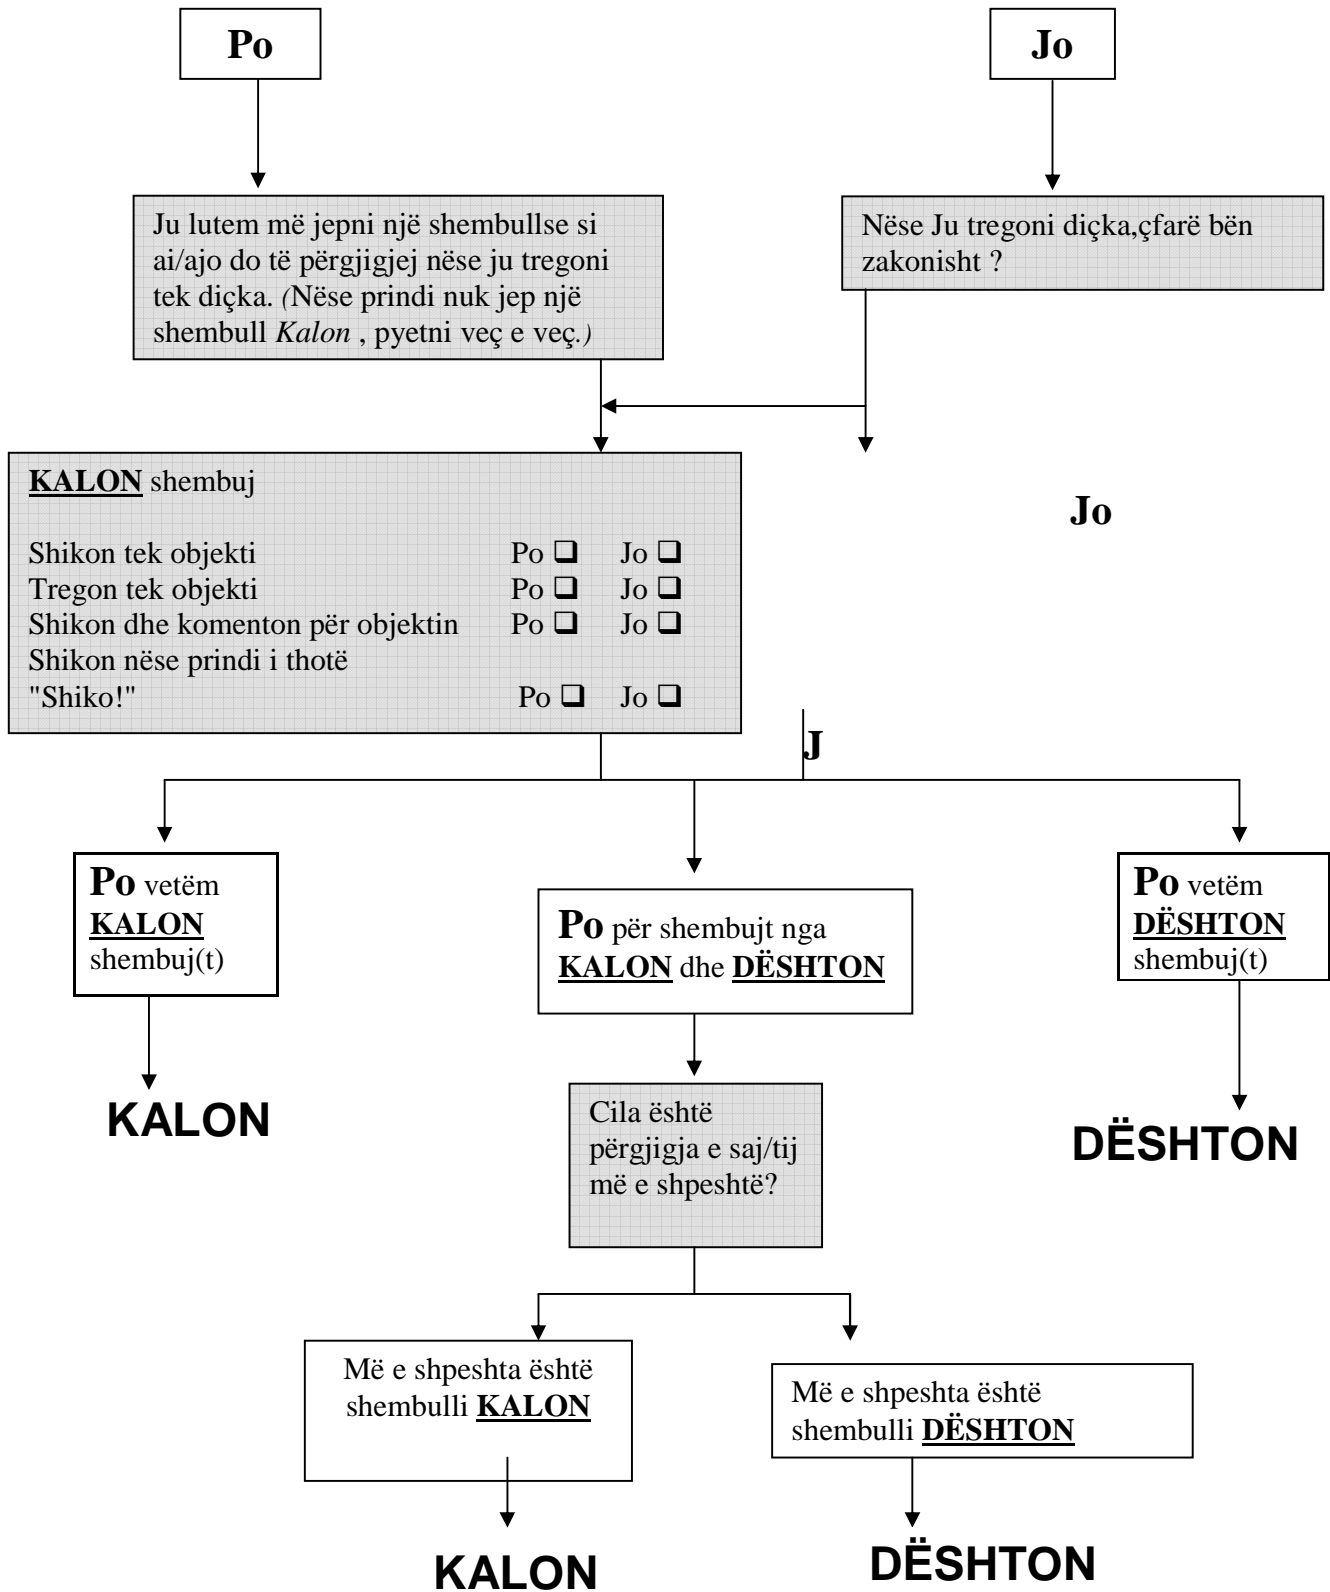 Po
Jo
Ju lutem më jepni një shembullse si
ai/ajo do të përgjigjej nëse ju tregoni
tek diçka. (Nëse prindi nuk jep një
shembull Kalon , pyetni veç e veç.)
Nëse Ju tregoni diçka,çfarë bën
zakonisht ?
KALON shembuj
Shikon tek objekti Po ❑ Jo ❑
Tregon tek objekti Po ❑ Jo ❑
Shikon dhe komenton për objektin Po ❑ Jo ❑
Shikon nëse prindi i thotë
"Shiko!" Po ❑ Jo ❑
Jo
J
Po vetëm
KALON
shembuj(t)
Po për shembujt nga
KALON dhe DËSHTON
Po vetëm
DËSHTON
shembuj(t)
KALON
Cila është
përgjigja e saj/tij
më e shpeshtë?
DËSHTON
Më e shpeshta është
shembulli KALON
Më e shpeshta është
shembulli DËSHTON
KALON
DËSHTON